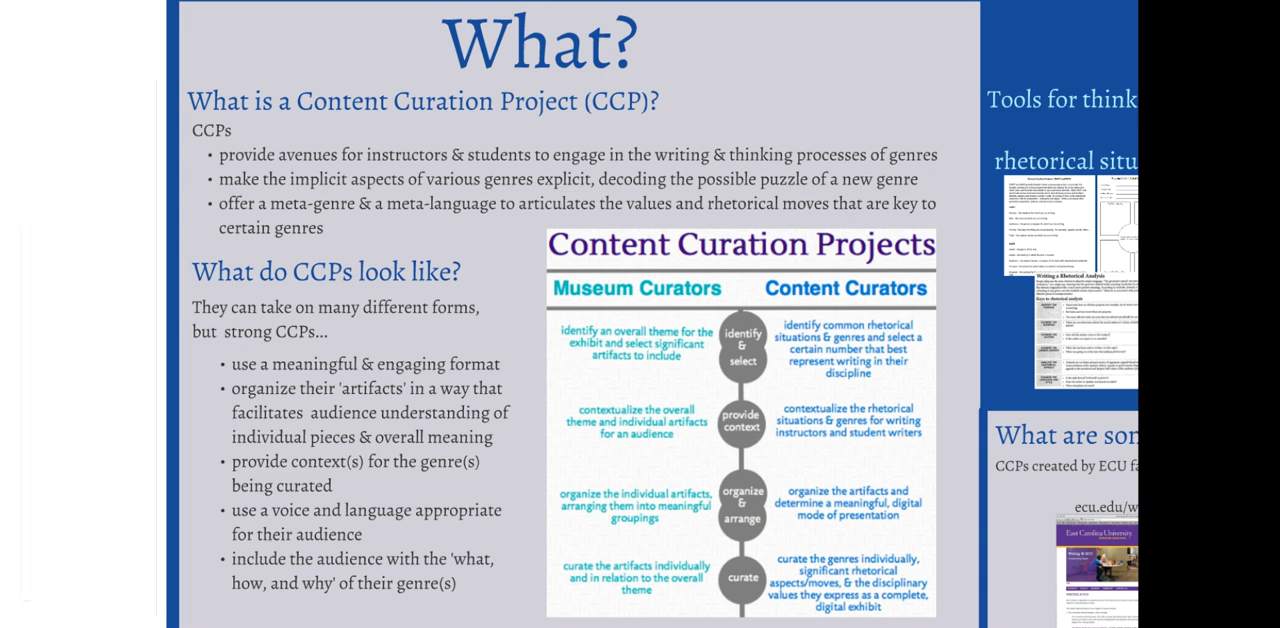 What?
What is a Content Curation Project (CCP)?
CCPs
• provide avenues for instructors & students to engage in the writing & thinking processes of genres
• make the implicit aspects of various genres explicit, decoding the possible puzzle of a new genre
• offer a meta-genre & meta-language to articulates the values and rhetorical moves that are key to
certain genres
What do CCPs look like?
They can take on many different forms,
but strong CCPs...
• use a meaningful & engaging format
• organize their 'artifacts' in a way that
facilitates audience understanding of
individual pieces & overall meaning
• provide context(s) for the genre(s)
being curated
• use a voice and language appropriate
for their audience
• include the audience with the 'what,
how, and why' of their genre(s)
Content Curation Projects
Museum Curators
Content Curators
identify an overall theme for the
exhibit and select significant
artifacts to include
identify
&
select
identify common rhetorical
situations & genres and select a
certain number that best
represent writing in their
discipline
contextualize the overall
theme and individual artifacts
for an audience
provide
context
contextualize the rhetorical
situations & genres for writing
instructors and student writers
organize the individual artifacts,
arranging them into meaningful
groupings
organize
&
arrange
organize the artifacts and
determine a meaningful, digital
mode of presentation
curate the artifacts individually
and in relation to the overall
theme
curate
curate the genres individually,
significant rhetorical
aspects/moves, & the disciplinary
values they express as a complete,
digital exhibit
Tools for think
rhetorical situ
Writing a Rhetorical Analysis
What are son
CCPs created by ECU fa
ecu.edu/w
East Carolina University